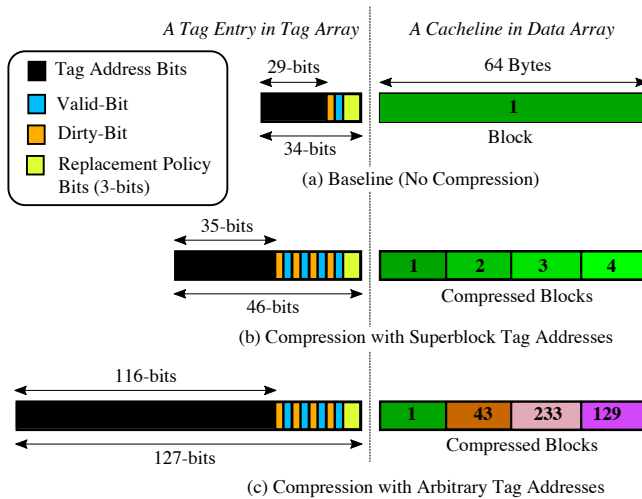 A Tag Entry in Tag Array
A Cacheline in Data Array
Tag Address Bits
Valid-Bit
Dirty-Bit
Replacement Policy
Bits (3-bits)
29-bits
34-bits
64 Bytes
1
Block
(a) Baseline (No Compression)
35-bits
46-bits
1 2 3 4
Compressed Blocks
(b) Compression with Superblock Tag Addresses
116-bits
127-bits
1 43 233 129
Compressed Blocks
(c) Compression with Arbitrary Tag Addresses